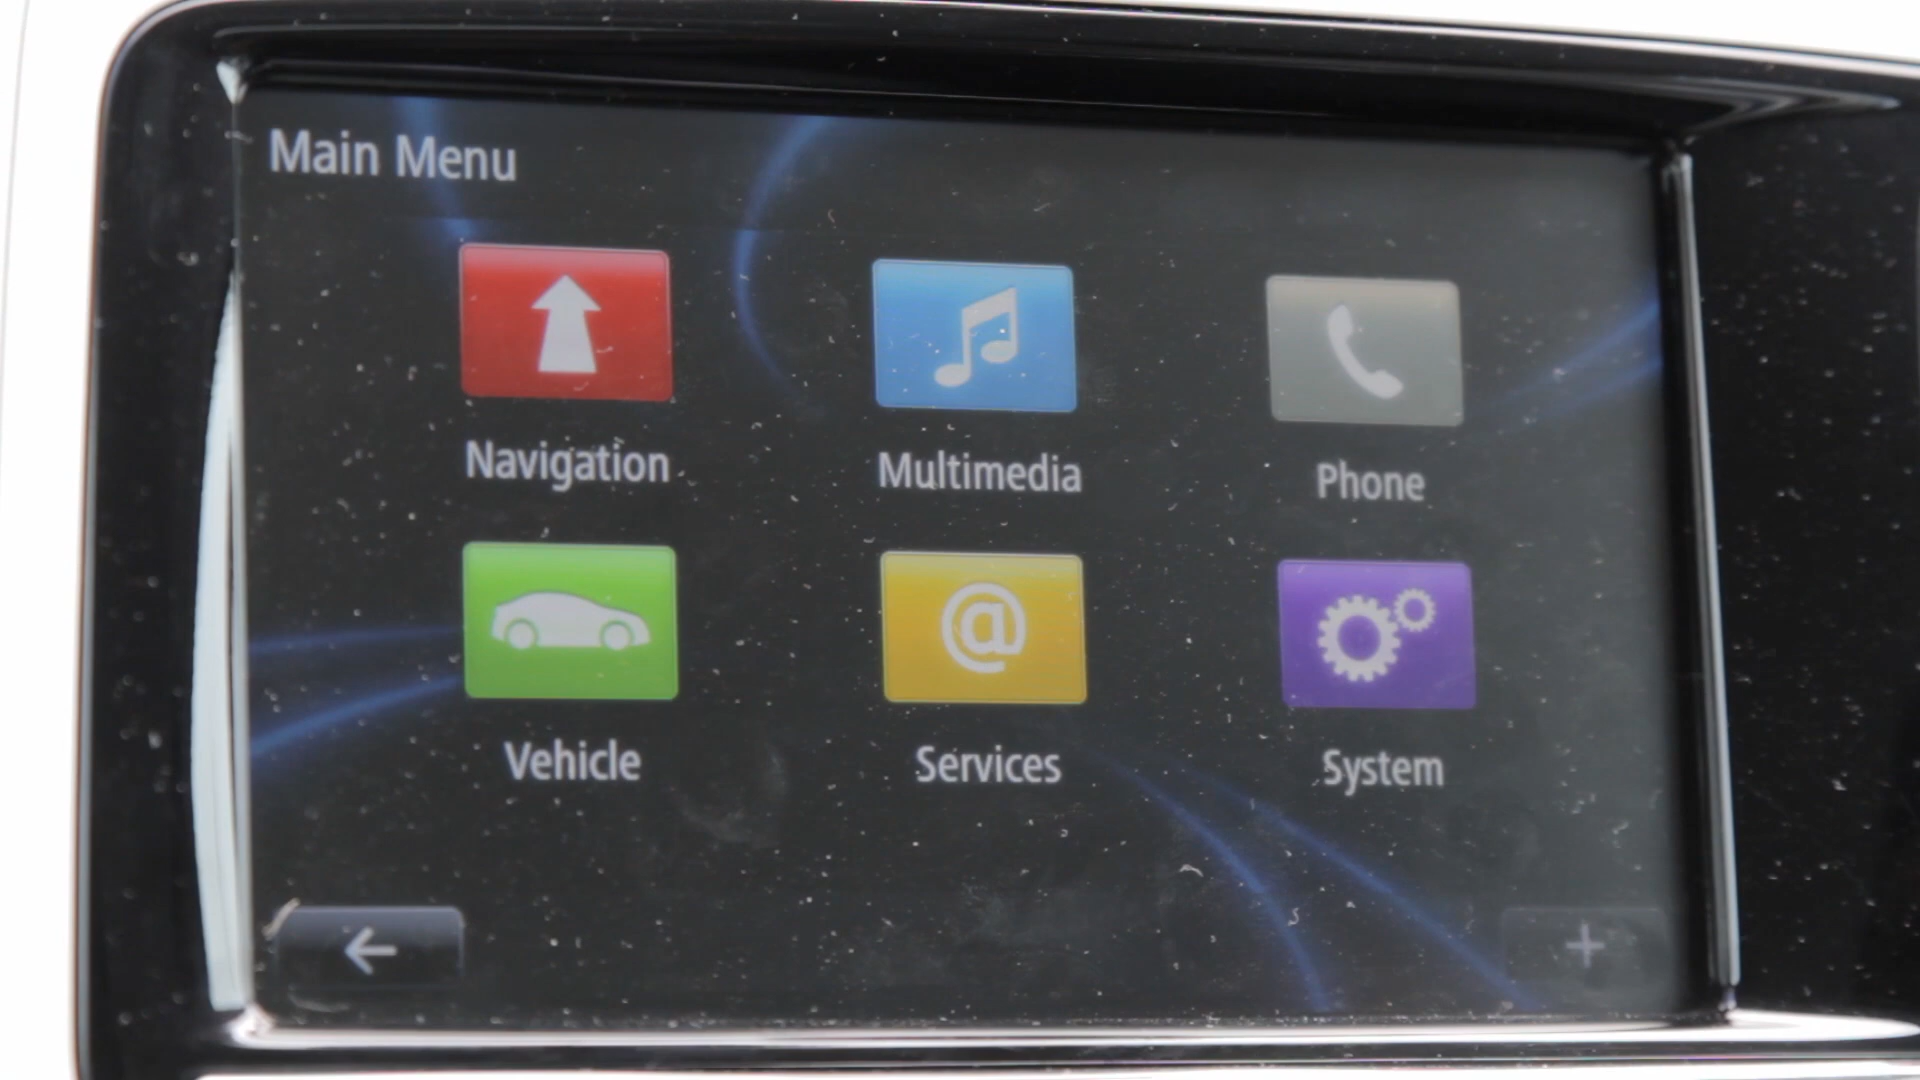 Main Menu
Navigation
Multimedia
Phone
@
Vehicle
Services
System